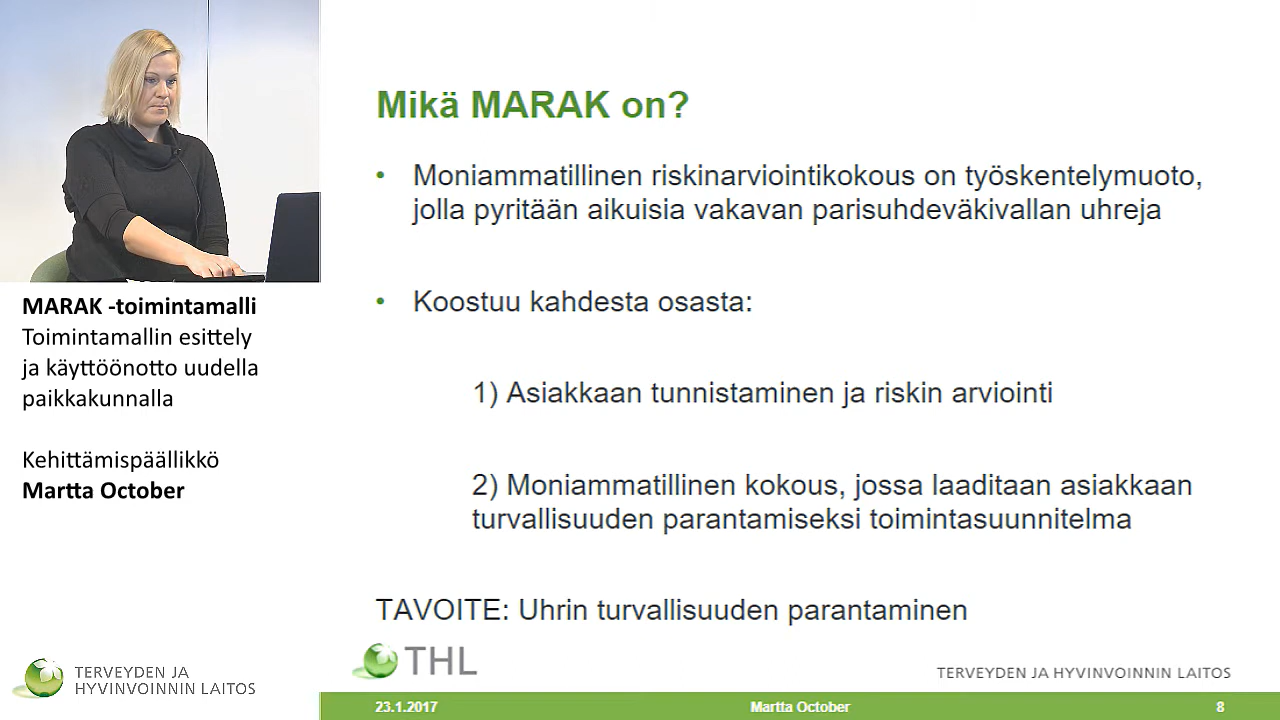 MARAK -toimintamalli
Toimintamallin esittely
ja käyttöönotto uudella
paikkakunnalla
Kehittämispäällikkö
Martta October
TERVEYDEN JA
HYVINVOINNIN LAITOS
Mikä MARAK on?
• Moniammatillinen riskinarviointikokous on työskentelymuoto,
jolla pyritään aikuisia vakavan parisuhdeväkivallan uhreja
• Koostuu kahdesta osasta:
1) Asiakkaan tunnistaminen ja riskin arviointi
2) Moniammatillinen kokous, jossa laaditaan asiakkaan
turvallisuuden parantamiseksi toimintasuunnitelma
TAVOITE: Uhrin turvallisuuden parantaminen
THL
TERVEYDEN JA HYVINVOINNIN LAITOS
23.1.2017 Martta October 8